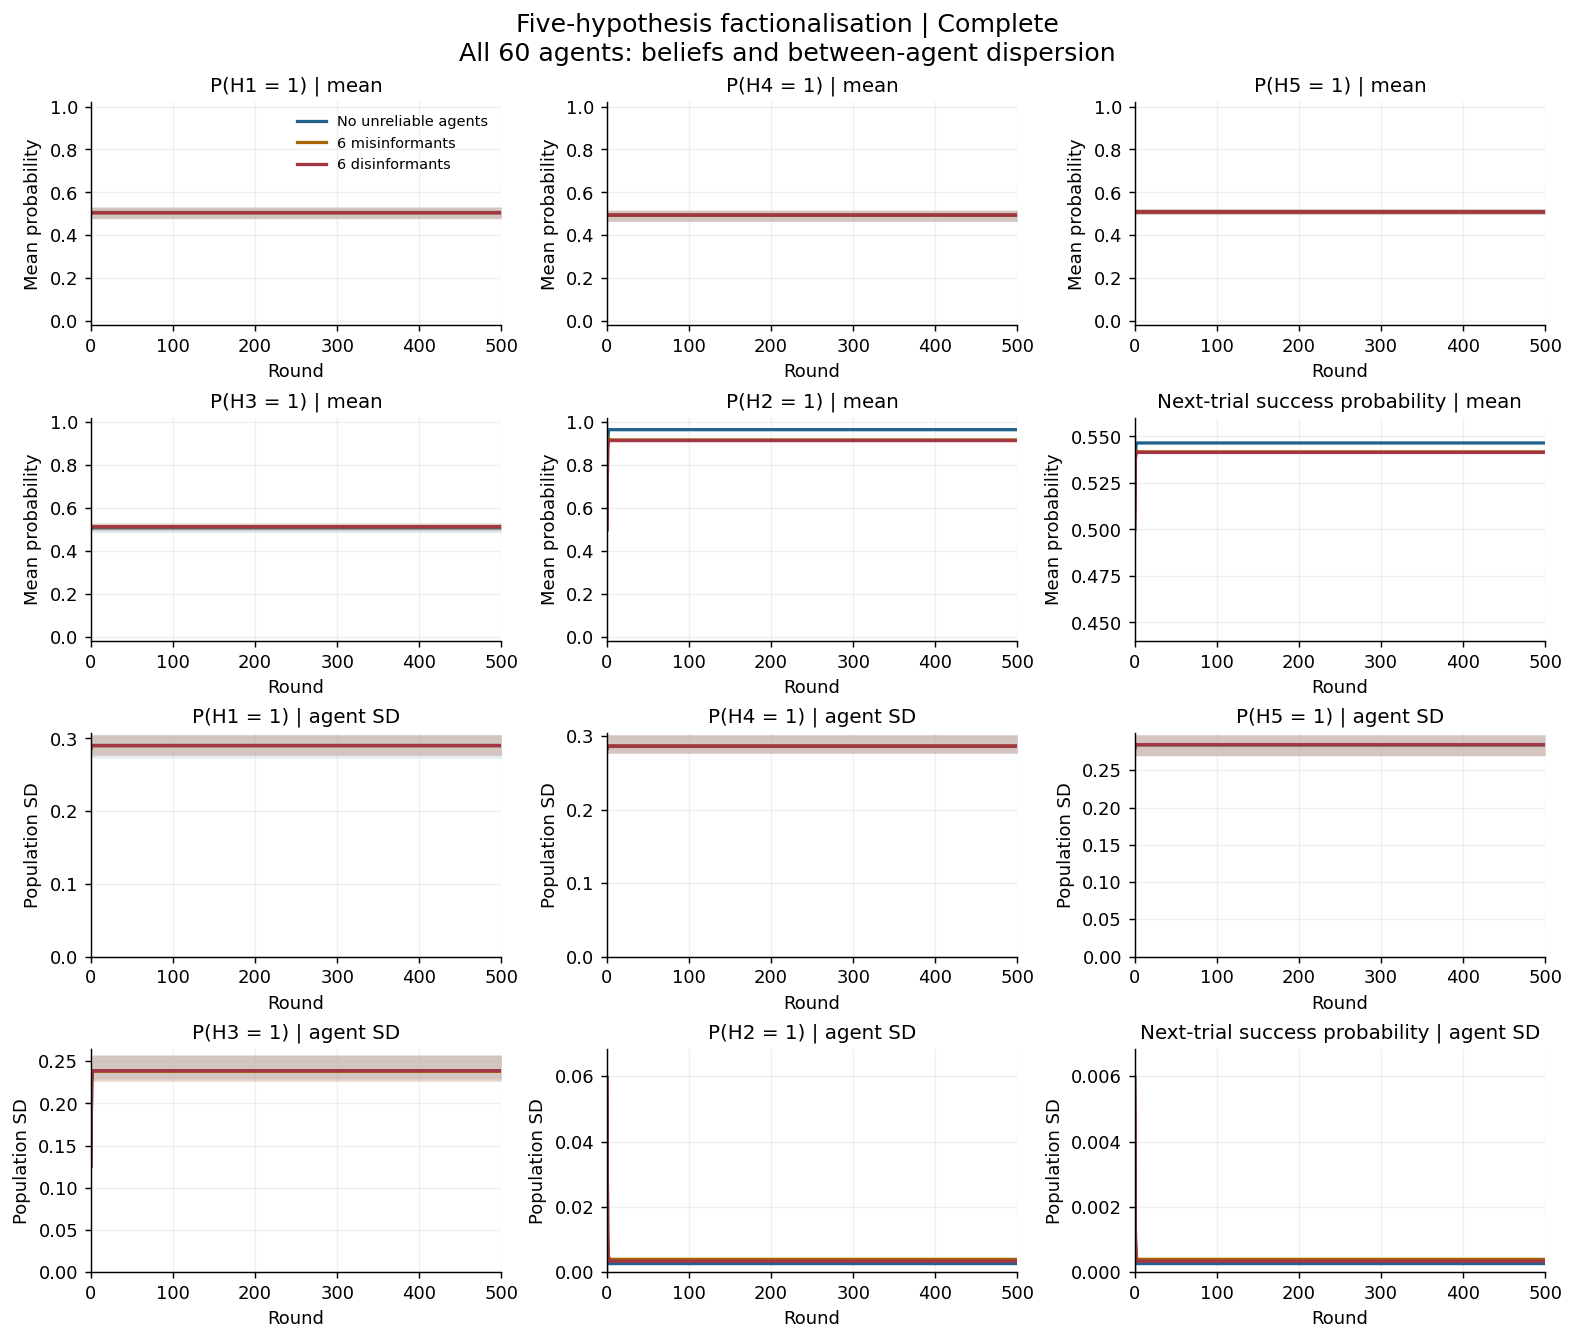 Five-hypothesis factionalisation | Complete
All 60 agents: beliefs and between-agent dispersion
P(H1 = 1) | mean
Mean probability
1.0
0.8
0.6
0.4
0.2
0.0
No unreliable agents
6 misinformants
6 disinformants
0 100 200 300 400 500
Round
P(H4 = 1) | mean
Mean probability
1.0
0.8
0.6
0.4
0.2
0.0
0 100 200 300 400 500
Round
P(H5 = 1) | mean
Mean probability
1.0
0.8
0.6
0.4
0.2
0.0
0 100 200 300 400 500
Round
P(H3 = 1) | mean
Mean probability
1.0
0.8
0.6
0.4
0.2
0.0
0 100 200 300 400 500
Round
P(H2 = 1) | mean
Mean probability
1.0
0.8
0.6
0.4
0.2
0.0
0 100 200 300 400 500
Round
Next-trial success probability | mean
Mean probability
0.550
0.525
0.500
0.475
0.450
0 100 200 300 400 500
Round
P(H1 = 1) | agent SD
Population SD
0.3
0.2
0.1
0.0
0 100 200 300 400 500
Round
P(H4 = 1) | agent SD
Population SD
0.3
0.2
0.1
0.0
0 100 200 300 400 500
Round
P(H5 = 1) | agent SD
Population SD
0.25
0.20
0.15
0.10
0.05
0.00
0 100 200 300 400 500
Round
P(H3 = 1) | agent SD
Population SD
0.25
0.20
0.15
0.10
0.05
0.00
0 100 200 300 400 500
Round
P(H2 = 1) | agent SD
Population SD
0.06
0.04
0.02
0.00
0 100 200 300 400 500
Round
Next-trial success probability | agent SD
Population SD
0.006
0.004
0.002
0.000
0 100 200 300 400 500
Round